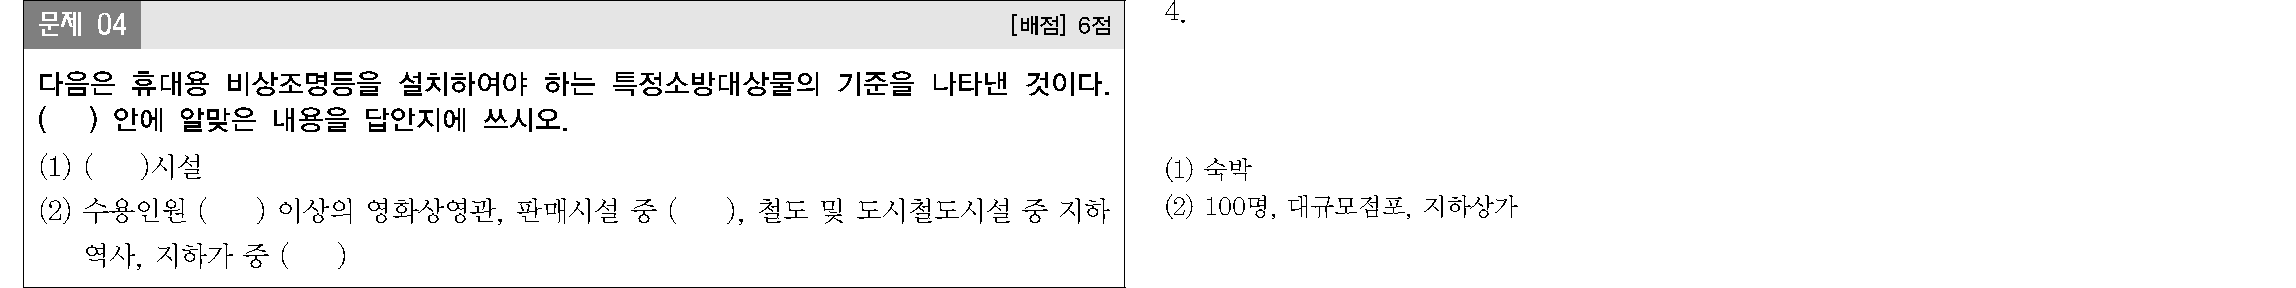 문제 04 [배점] 6점
다음은 휴대용 비상조명등을 설치하여야 하는 특정소방대상물의 기준을 나타낸 것이다.
( ) 안에 알맞은 내용을 답안지에 쓰시오.
(1) ( )시설
(2) 수용인원 ( ) 이상의 영화상영관, 판매시설 중 ( ), 철도 및 도시철도시설 중 지하
역사, 지하가 중 ( )
4.
(1) 숙박
(2) 100명, 대규모점포, 지하상가